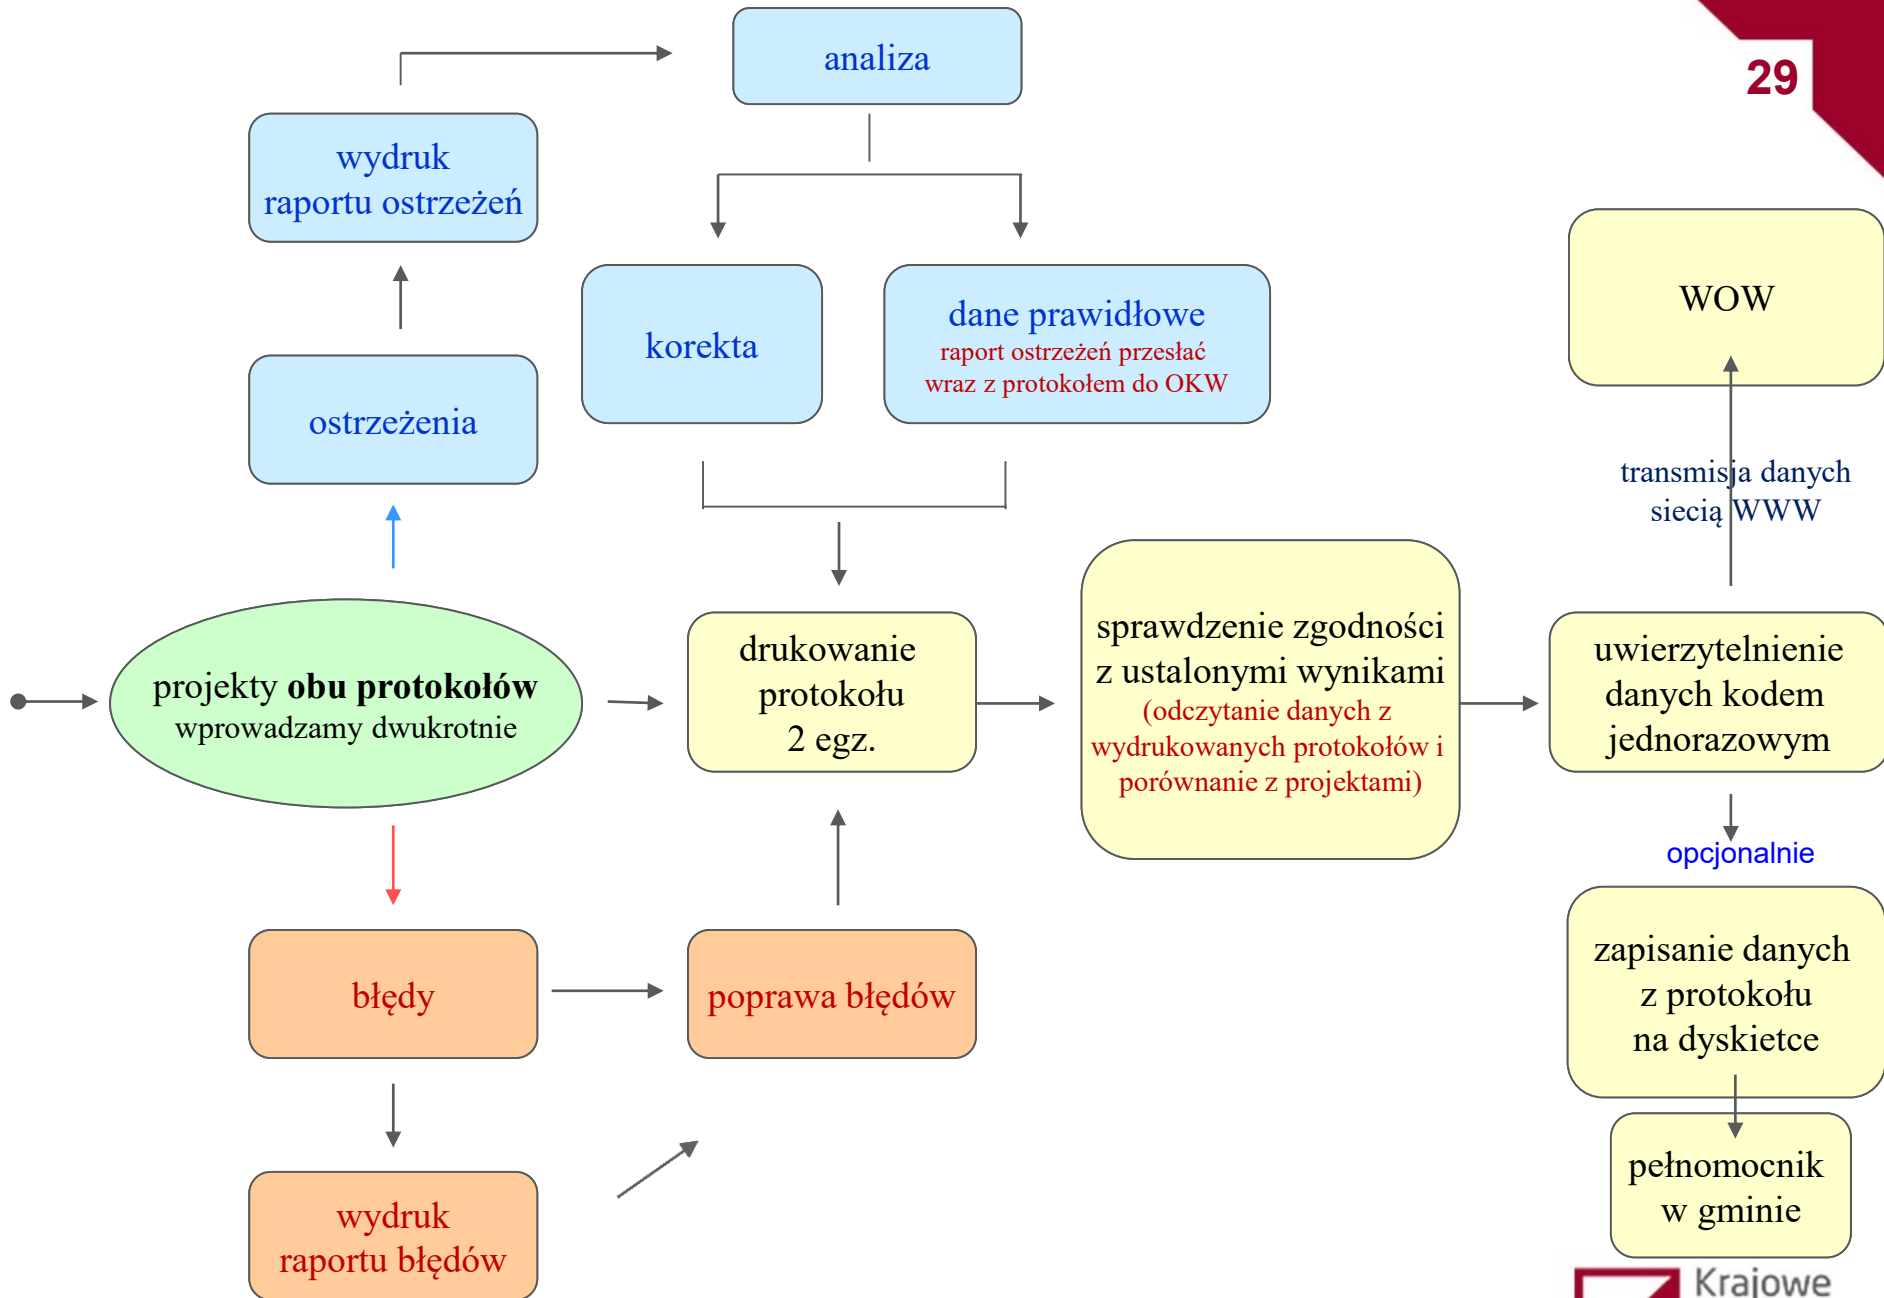 29
analiza
wydruk
raportu ostrzeżeń
korekta
dane prawidłowe
raport ostrzeżeń przesłać
wraz z protokołem do OKW
WOW
ostrzeżenia
transmisja danych
siecią WWW
projekty obu protokołów
wprowadzamy dwukrotnie
drukowanie
protokołu
2 egz.
sprawdzenie zgodności
z ustalonymi wynikami
(odczytanie danych z
wydrukowanych protokołów i
porównanie z projektami)
uwierzytelnienie
danych kodem
jednorazowym
opcjonalnie
błędy
poprawa błędów
zapisanie danych
z protokołu
na dyskietce
wydruk
raportu błędów
pełnomocnik
w gminie
Krajowe